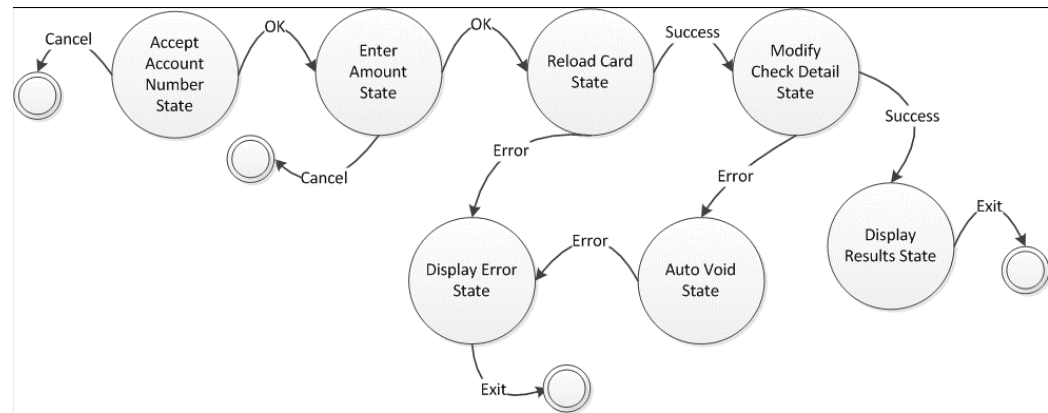 Cancel
Accept
Account
Number
State
OK
Enter
Amount
State
OK
Reload Card
State
Success
Modify
Check Detail
State
Cancel
Error
Error
Success
Display Error
State
Error
Auto Void
State
Display
Results State
Exit
Exit